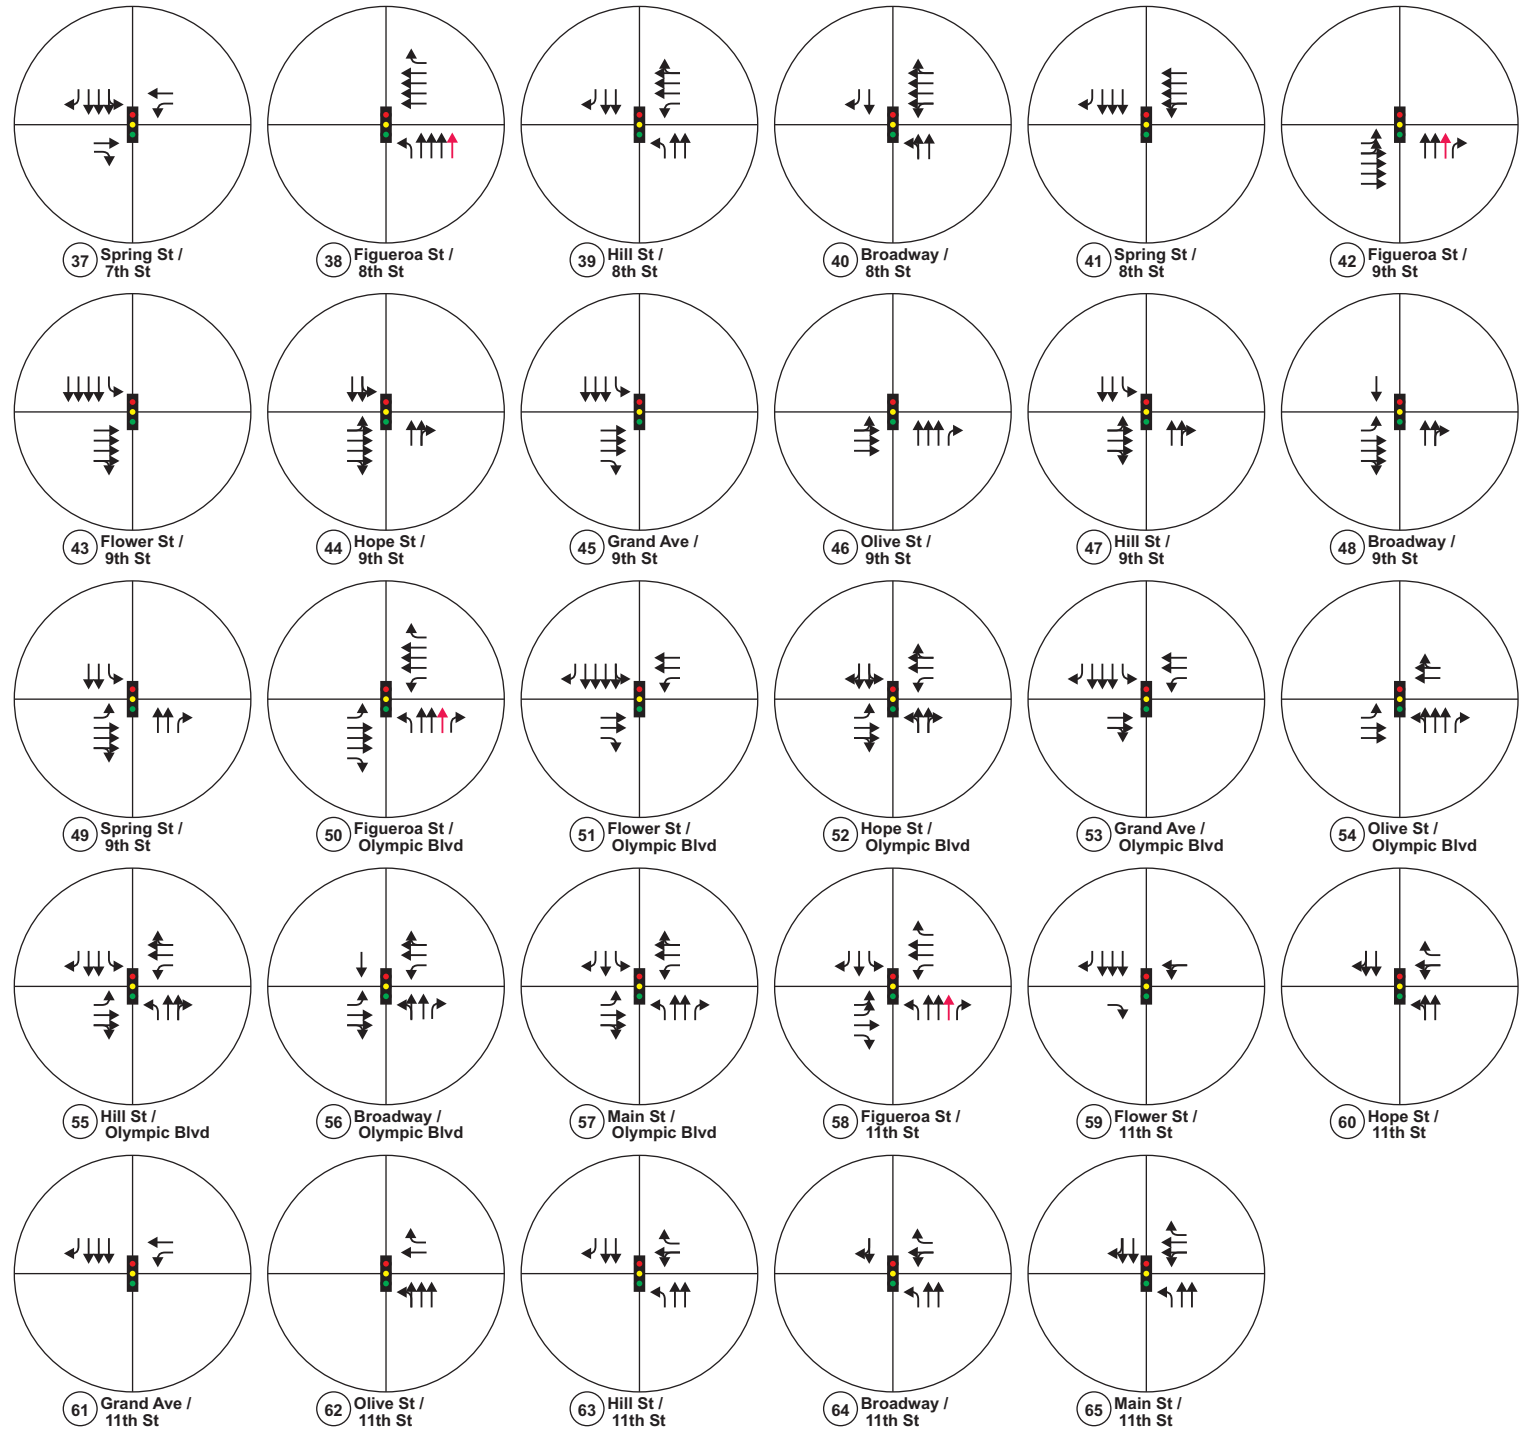 37 Spring St /
7th St
38 Figueroa St /
8th St
39 Hill St /
8th St
40 Broadway /
8th St
41 Spring St /
8th St
42 Figueroa St /
9th St
43 Flower St /
9th St
44 Hope St /
9th St
45 Grand Ave /
9th St
46 Olive St /
9th St
47 Hill St /
9th St
48 Broadway /
9th St
49 Spring St /
9th St
50 Figueroa St /
Olympic Blvd
51 Flower St /
Olympic Blvd
52 Hope St /
Olympic Blvd
53 Grand Ave /
Olympic Blvd
54 Olive St /
Olympic Blvd
55 Hill St /
Olympic Blvd
56 Broadway /
Olympic Blvd
57 Main St /
Olympic Blvd
58 Figueroa St /
11th St
59 Flower St /
11th St
60 Hope St /
11th St
61 Grand Ave /
11th St
62 Olive St /
11th St
63 Hill St /
11th St
64 Broadway /
11th St
65 Main St /
11th St